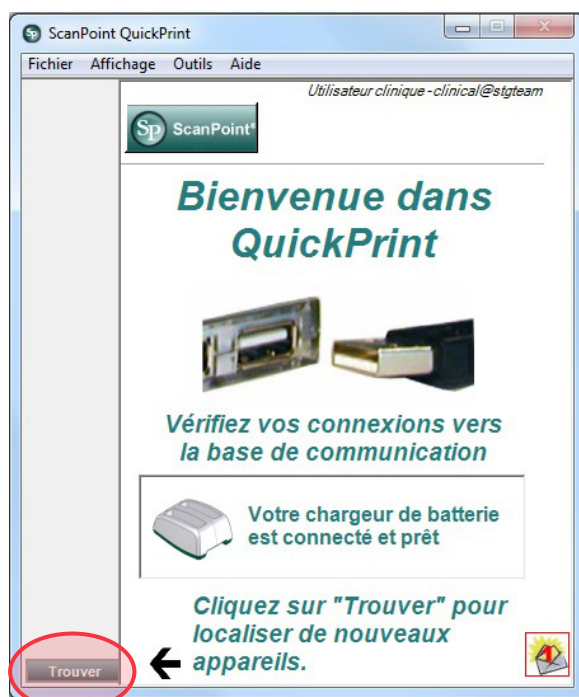 ScanPoint QuickPrint
Fichier Affichage Outils Aide
Utilisateur clinique - clinical@stgteam
Sp ScanPoint®
Bienvenue dans
QuickPrint
Vérifiez vos connexions vers
la base de communication
Votre chargeur de batterie
est connecté et prêt
Cliquez sur "Trouver" pour
localiser de nouveaux
appareils.
Trouver